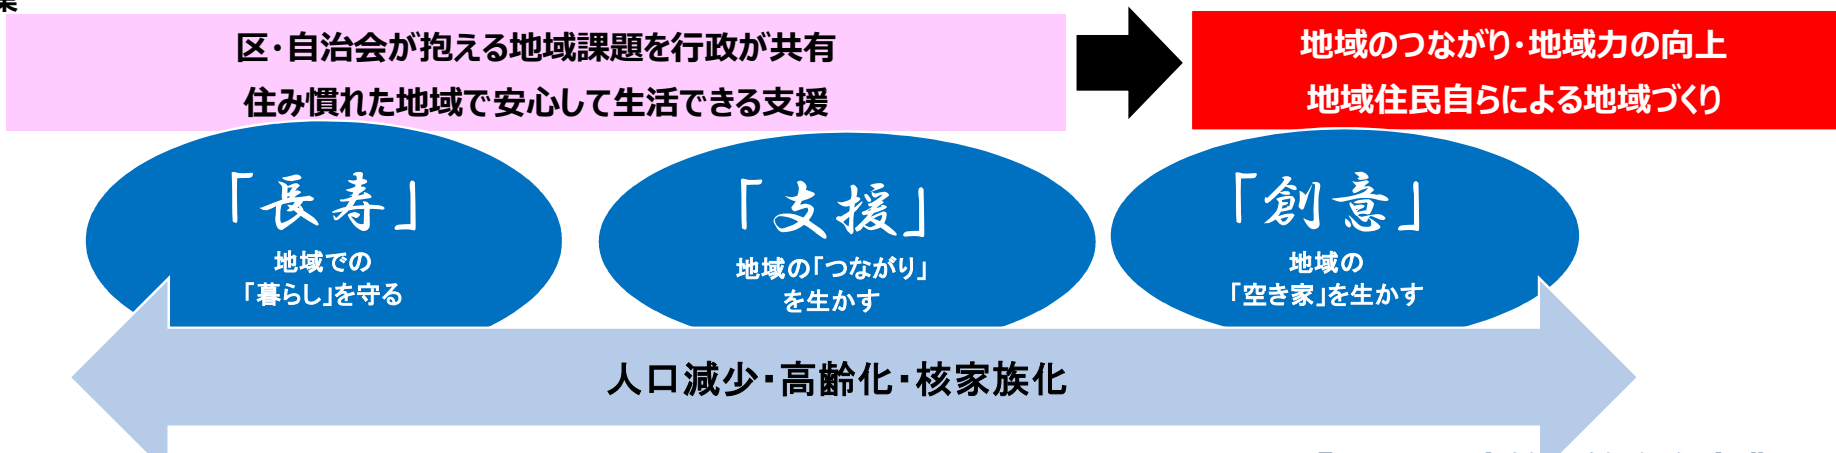 区・自治会が抱える地域課題を行政が共有
住み慣れた地域で安心して生活できる支援
地域のつながり・地域力の向上
地域住民自らによる地域づくり
「長寿」
地域での
「暮らし」を守る
「支援」
地域の「つながり」
を生かす
「創意」
地域の
「空き家」を生かす
人口減少・高齢化・核家族化